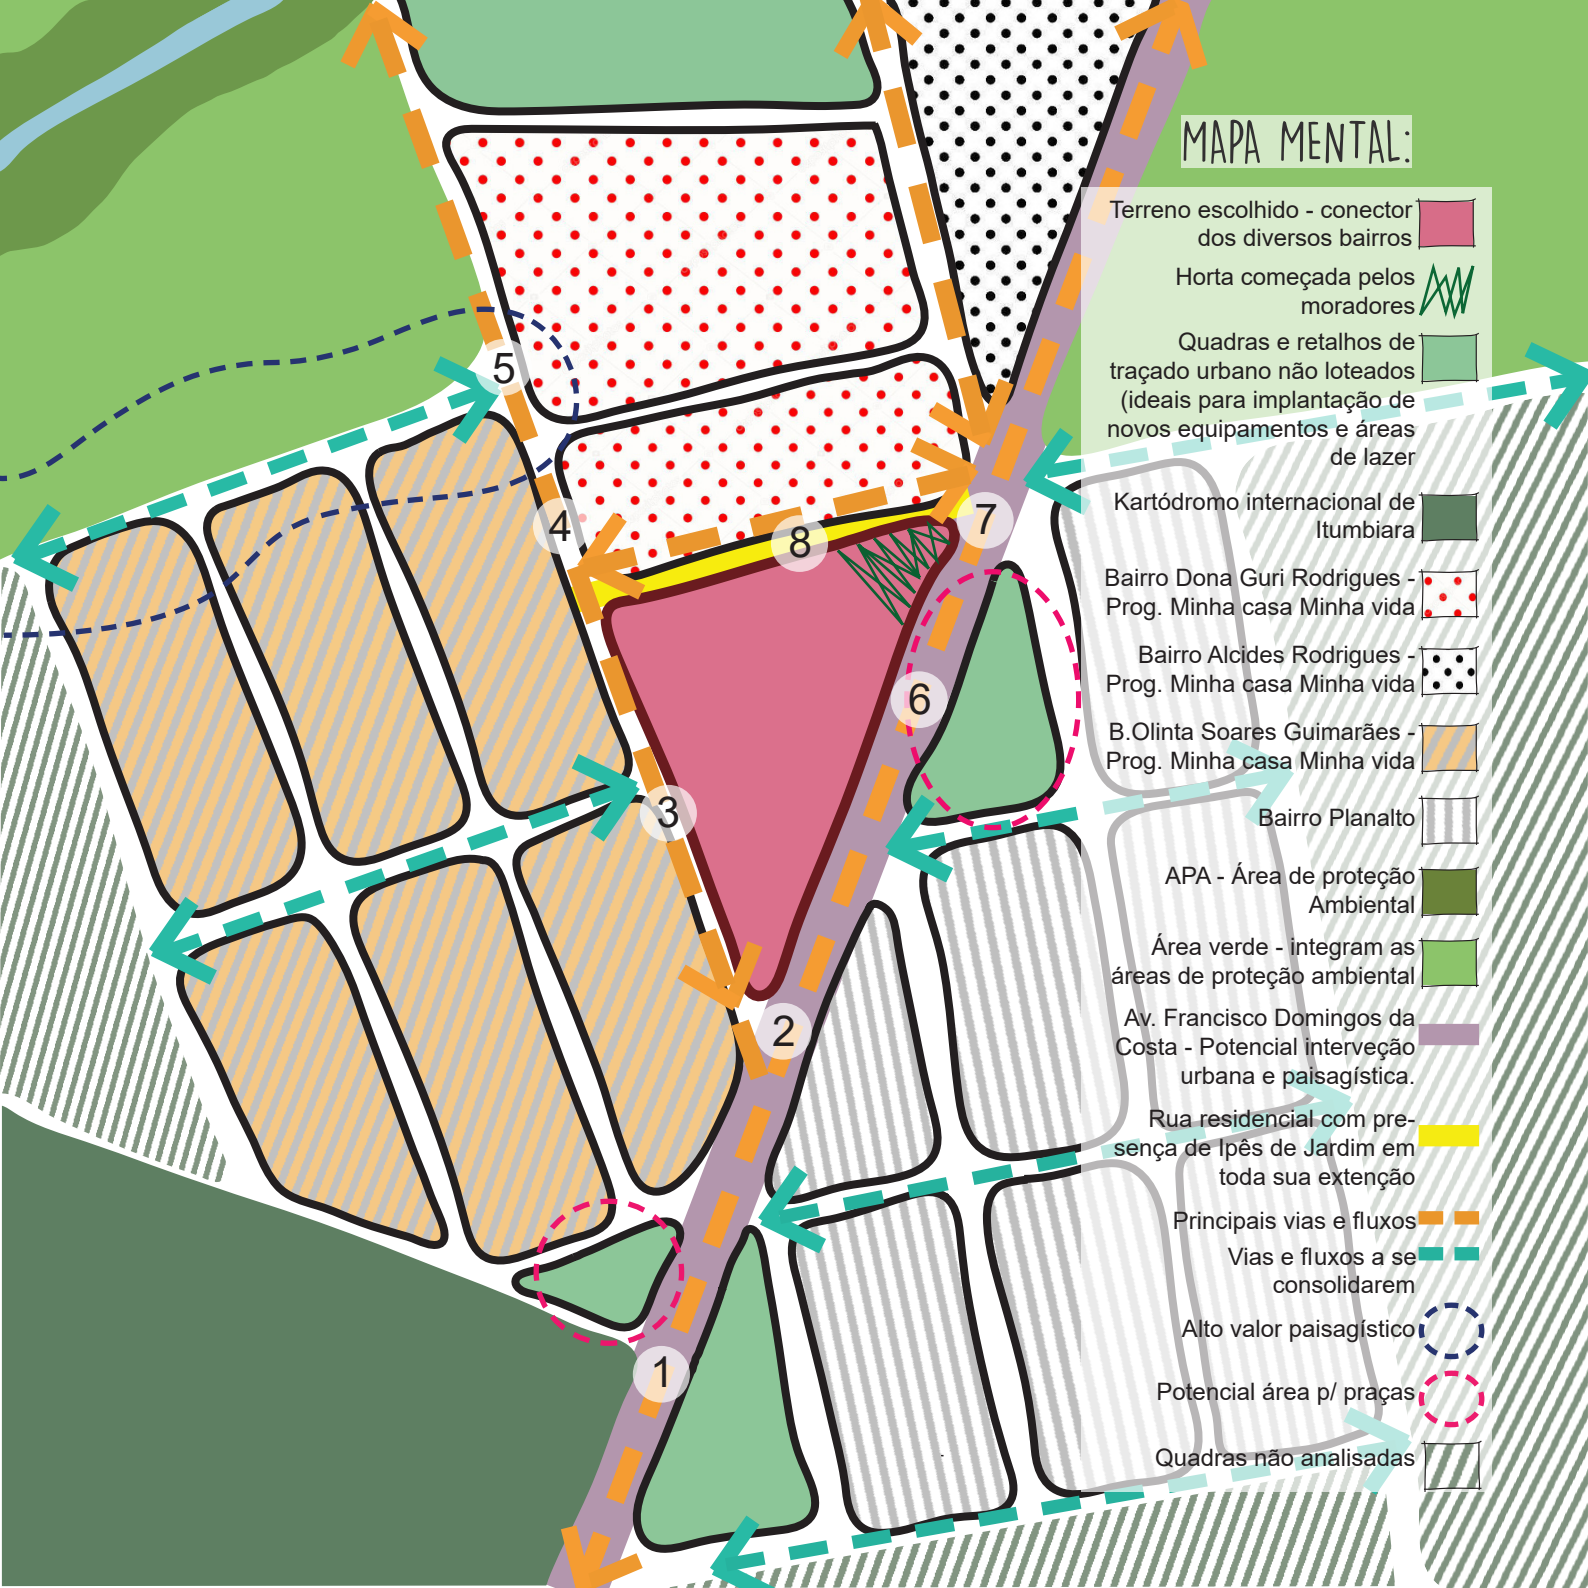 MAPA MENTAL:
Terreno escolhido - conector
dos diversos bairros
Horta começada pelos
moradores
Quadras e retalhos de
traçado urbano não loteados
(ideais para implantação de
novos equipamentos e áreas
de lazer
Kartódromo internacional de
Itumbiara
Bairro Dona Guri Rodrigues -
Prog. Minha casa Minha vida
Bairro Alcides Rodrigues -
Prog. Minha casa Minha vida
B.Olinta Soares Guimarães -
Prog. Minha casa Minha vida
Bairro Planalto
APA - Área de proteção
Ambiental
Área verde - integram as
áreas de proteção ambiental
Av. Francisco Domingos da
Costa - Potencial interveção
urbana e paisagística.
Rua residencial com pre-
sença de Ipês de Jardim em
toda sua extenção
Principais vias e fluxos
Vias e fluxos a se
consolidarem
Alto valor paisagístico
Potencial área p/ praças
Quadras não analisadas
5
4
8
7
6
3
2
1